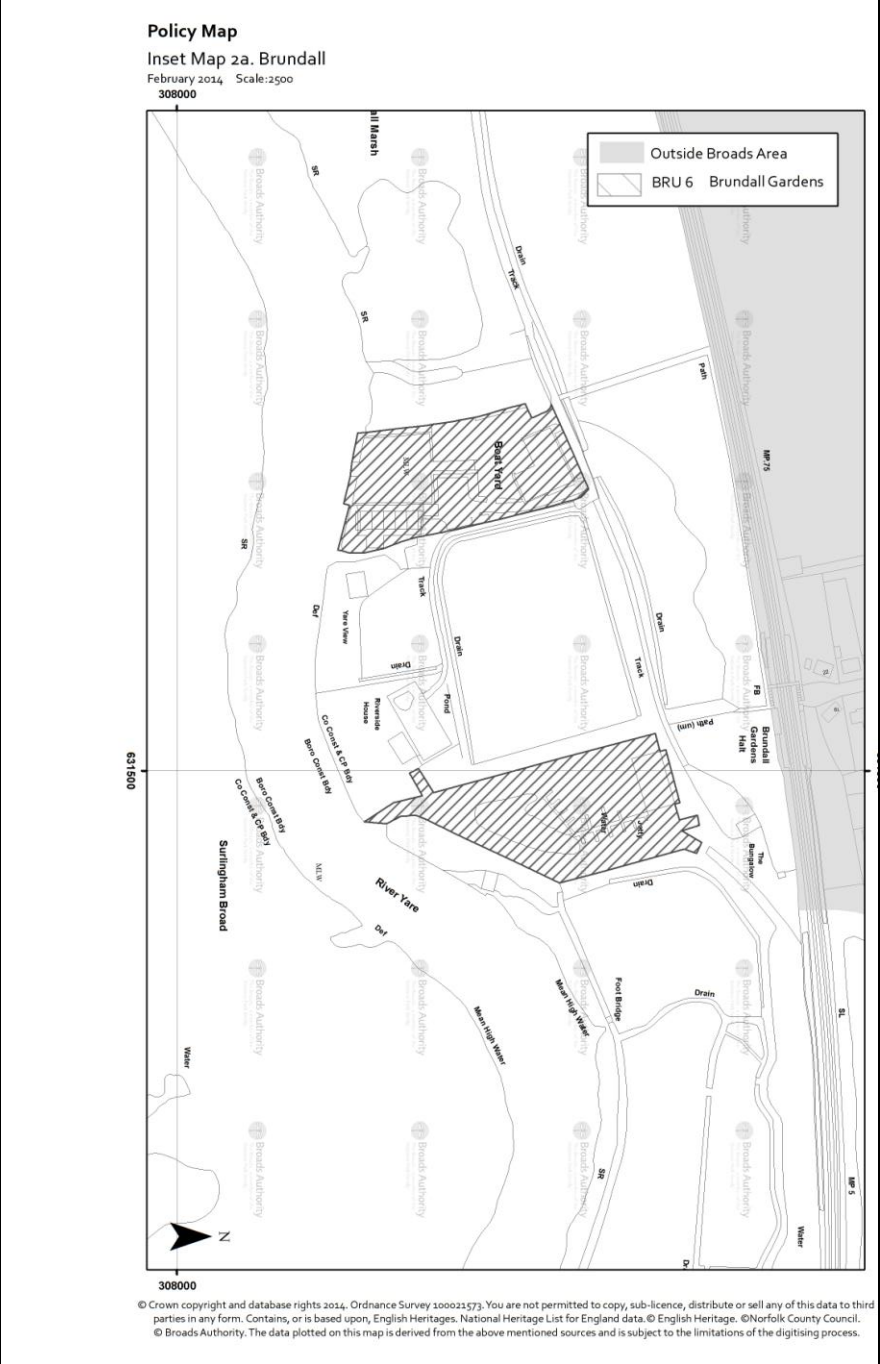 Policy Map
Inset Map 2a. Brundall
February 2014 Scale:2500
308000
Outside Broads Area
BRU 6 Brundall Gardens
all Marsh
SR
Drain
Track
SR
Path
MP.75
Boat Yard
SR
Def
Yare View
Track
Drain
Drain
Drain
Track
FB
Path (um)
Brundall
Gardens
Halt
Pond
Riverside
House
Co Const & CP Bdy
Boro Const Bdy
631500
Boro Const Bdy
Co Const & CP Bdy
Surlingham Broad
MLW
River Yare
Def
Water
Jetty
The
Bungalow
Drain
Mean High Water
Mean High Water
Foot Bridge
Drain
SL
Water
SR
MP 5
Water
Dr
N
308000
Broads Authority
© Crown copyright and database rights 2014. Ordnance Survey 100021573. You are not permitted to copy, sub-licence, distribute or sell any of this data to third
parties in any form. Contains, or is based upon, English Heritages. National Heritage List for England data.© English Heritage. ©Norfolk County Council.
© Broads Authority. The data plotted on this map is derived from the above mentioned sources and is subject to the limitations of the digitising process.